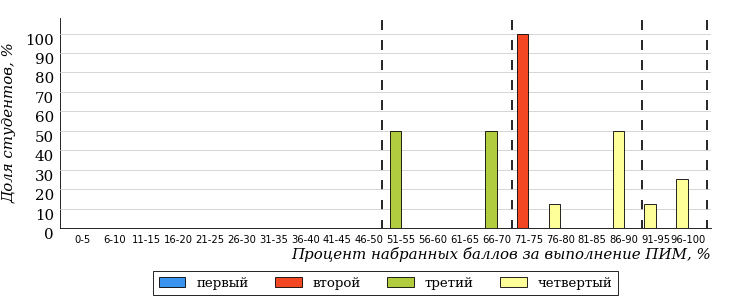 Доля студентов, %
100
90
80
70
60
50
40
30
20
10
0
0-5 6-10 11-15 16-20 21-25 26-30 31-35 36-40 41-45 46-50 51-55 56-60 61-65 66-70 71-75 76-80 81-85 86-90 91-95 96-100
Процент набранных баллов за выполнение ПИМ, %
первый второй третий четвертый